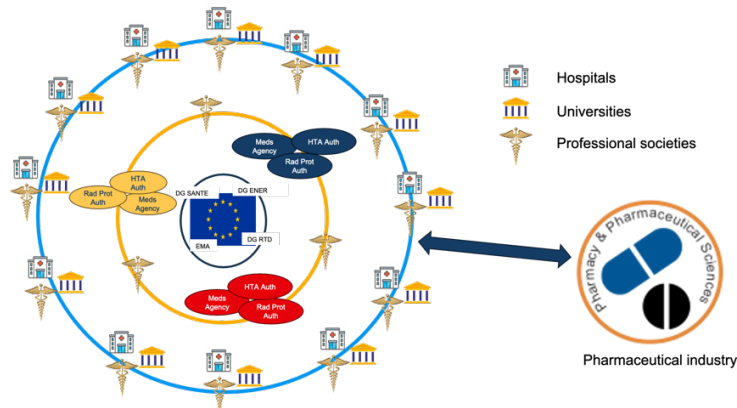 Hospitals
Universities
Professional societies
Meds
Agency
HTA Auth
Rad Prot
Auth
HTA
Auth
Rad Prot
Auth
Meds
Agency
DG SANTE
DG ENER
EMA
DG RTD
HTA Auth
Meds
Agency
Rad Prot
Auth
Pharmacy & Pharmaceutical Sciences
Pharmaceutical industry